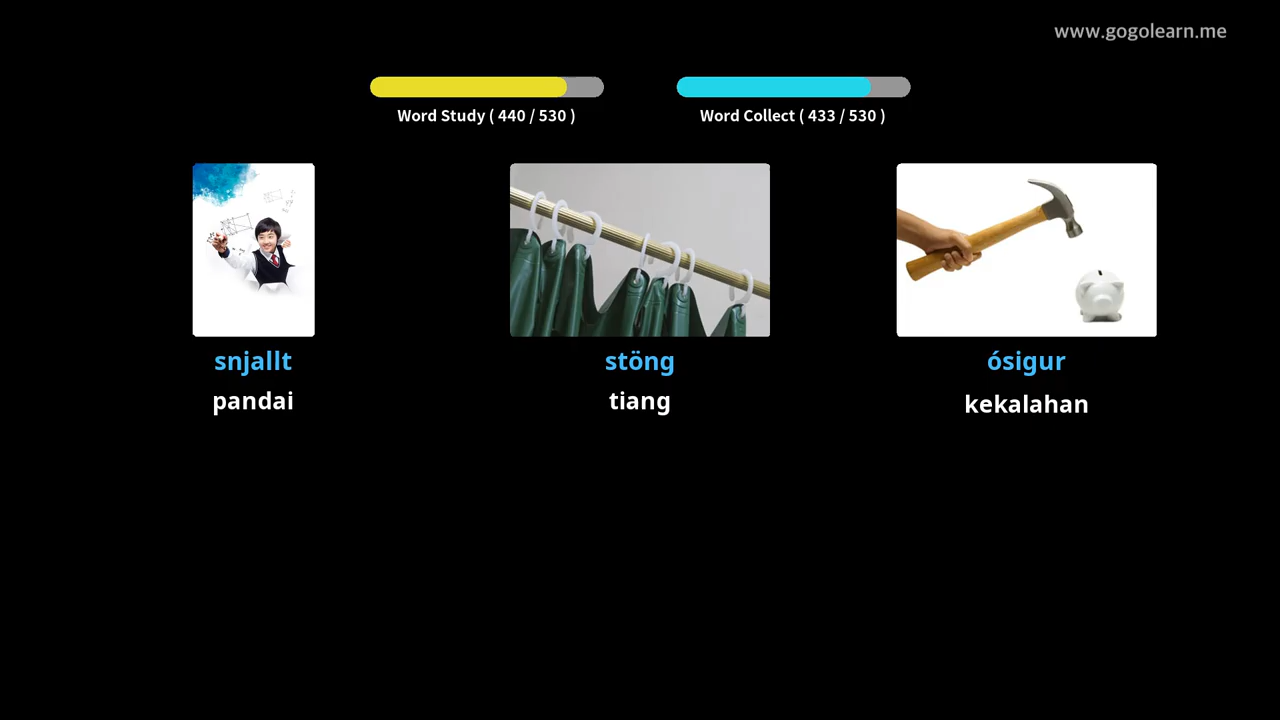 www.gogolearn.me
Word Study ( 440 / 530 )
Word Collect ( 433 / 530 )
snjallt
stöng
ósigur
pandai
tiang
kekalahan